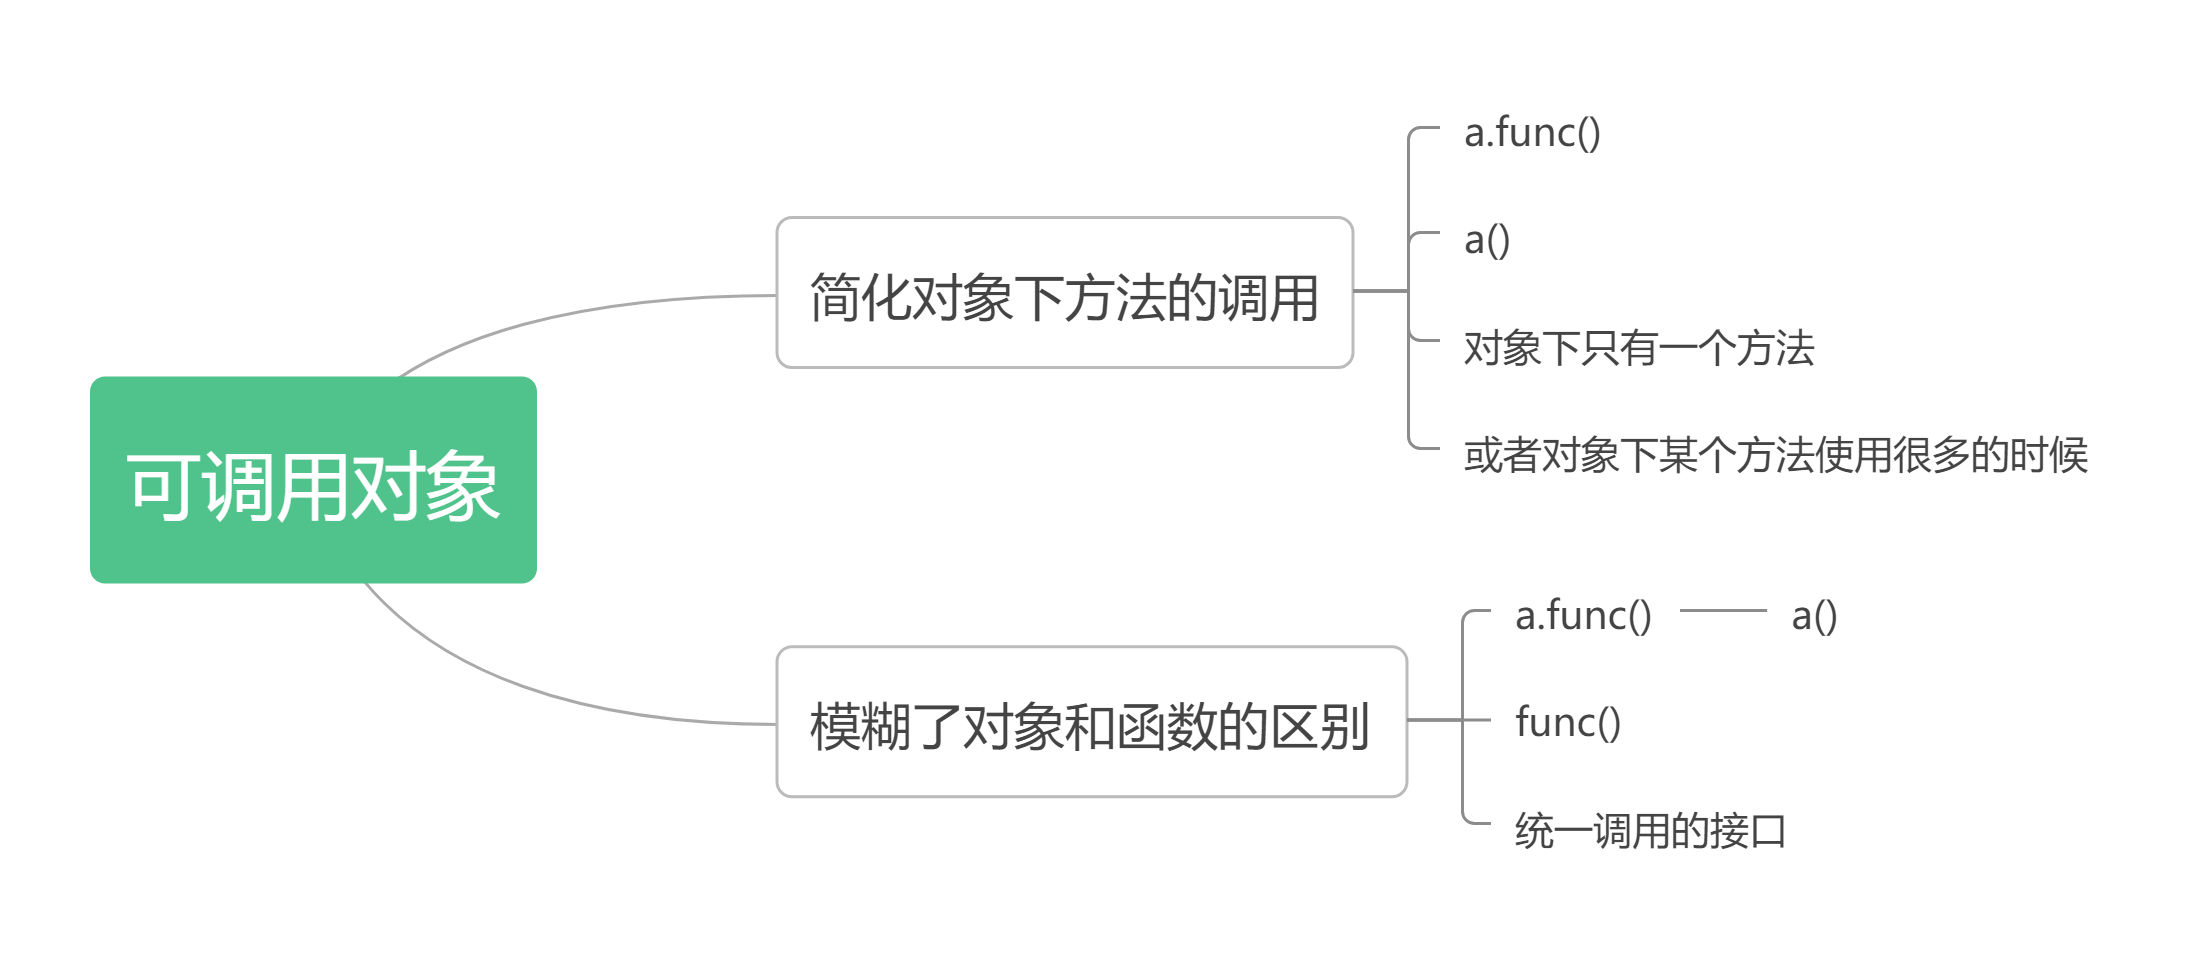 可调用对象
简化对象下方法的调用
a.func()
a()
对象下只有一个方法
或者对象下某个方法使用很多的时候
模糊了对象和函数的区别
a.func()
a()
func()
统一调用的接口